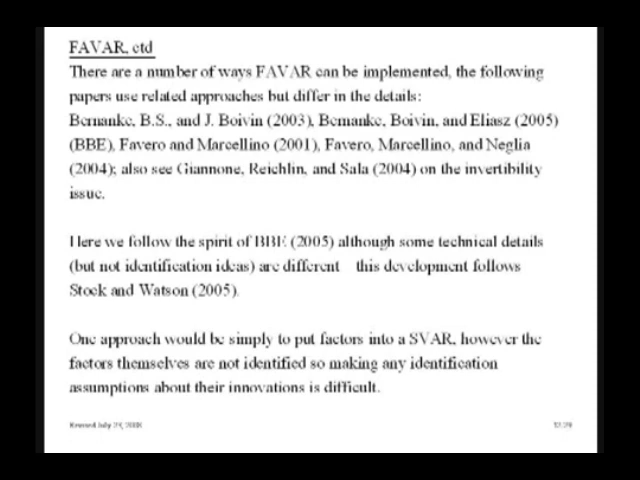 FAVAR, ctd
There are a number of ways FAVAR can be implemented, the following
papers use related approaches but differ in the details:
Bernanke, B.S., and J. Boivin (2003), Bernanke, Boivin, and Eliasz (2005)
(BBE), Favero and Marcellino (2001), Favero, Marcellino, and Neglia
(2004); also see Giannone, Reichlin, and Sala (2004) on the invertibility
issue.
Here we follow the spirit of BBE (2005) although some technical details
(but not identification ideas) are different this development follows
Stock and Watson (2005).
One approach would be simply to put factors into a SVAR, however the
factors themselves are not identified so making any identification
assumptions about their innovations is difficult.
Revised July 23, 2008